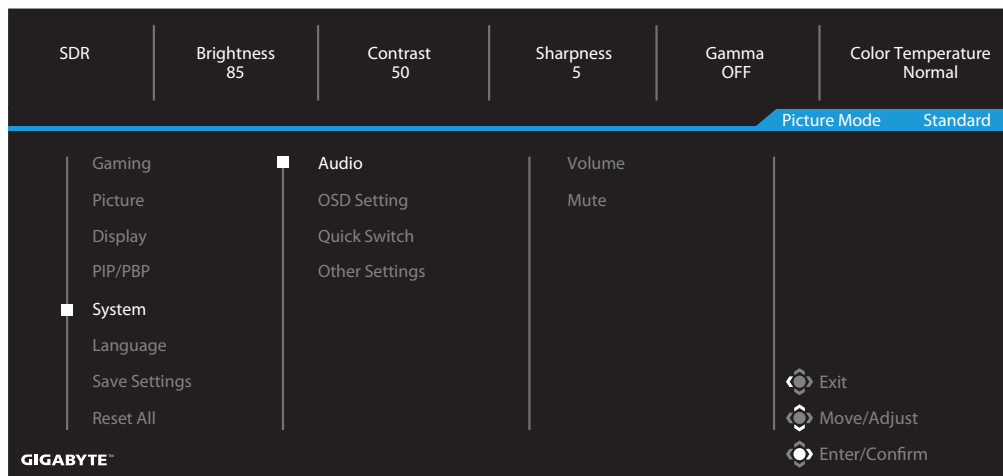 SDR
Brightness
85
Contrast
50
Sharpness
5
Gamma
OFF
Color Temperature
Normal
Picture Mode Standard
Gaming
Picture
Display
PIP/PBP
System
Language
Save Settings
Reset All
Audio
OSD Setting
Quick Switch
Other Settings
Volume
Mute
Exit
Move/Adjust
Enter/Confirm
GIGABYTE™